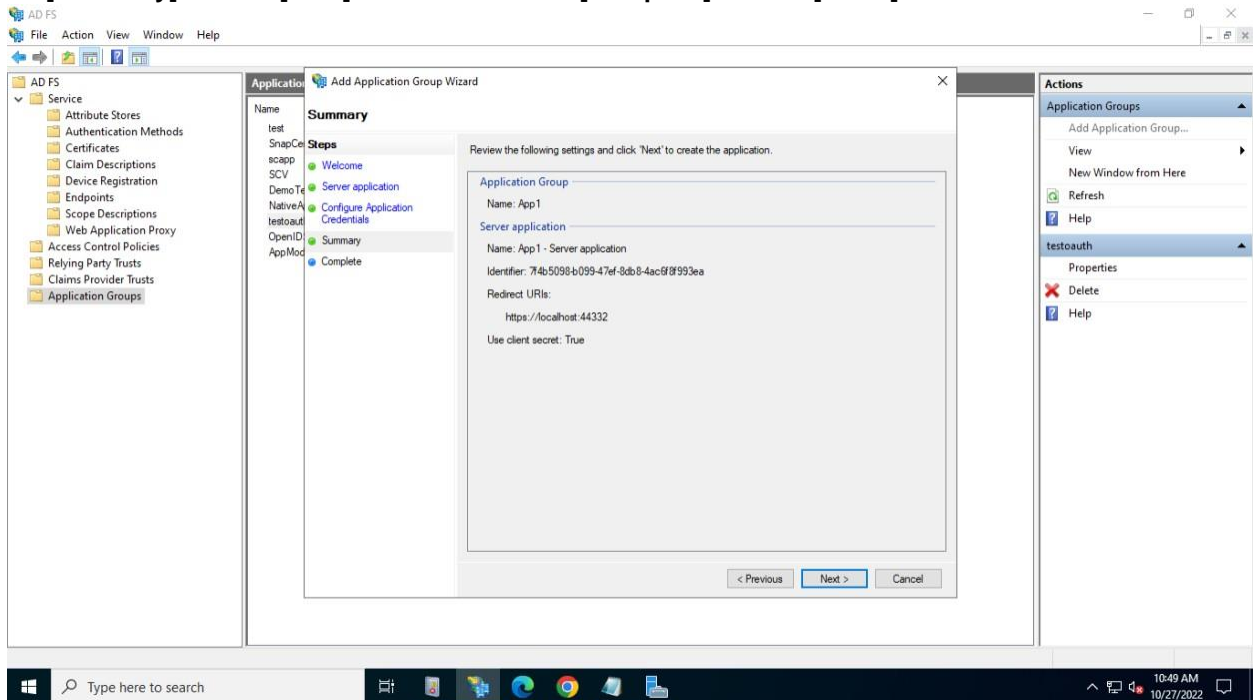 AD FS
File Action View Window Help
AD FS
Service
Attribute Stores
Authentication Methods
Certificates
Claim Descriptions
Device Registration
Endpoints
Scope Descriptions
Web Application Proxy
Access Control Policies
Relying Party Trusts
Claims Provider Trusts
Application Groups
Application
Name
test
SnapCe
scapp
SCV
DemoTe
NativeA
testoaut
OpenID
AppMod
Add Application Group Wizard
Summary
Steps
Welcome
Server application
Configure Application
Credentials
Summary
Complete
Review the following settings and click 'Next' to create the application.
Application Group
Name: App1
Server application
Name: App1 - Server application
Identifier: 7f4b5098-b099-47ef-8db8-4ac6f8f993ea
Redirect URIs:
https://localhost:44332
Use client secret: True
< Previous Next > Cancel
Actions
Application Groups
Add Application Group...
View
New Window from Here
Refresh
Help
testoauth
Properties
Delete
Help
Type here to search
10:49 AM
10/27/2022